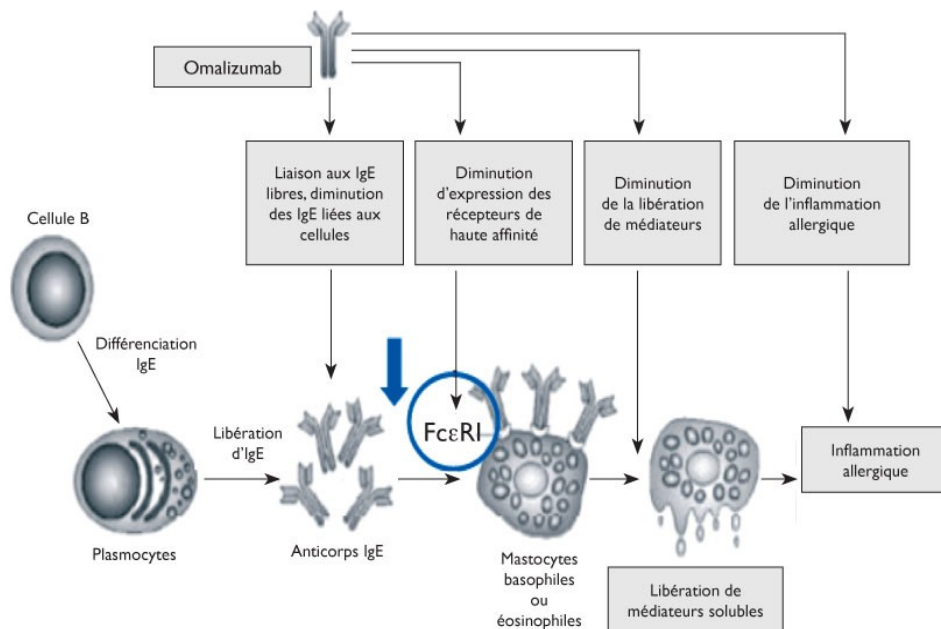 Omalizumab
Liaison aux IgE
libres, diminution
des IgE liées aux
cellules
Diminution
d'expression des
récepteurs de
haute affinité
Diminution
de la libération
de médiateurs
Diminution
de l'inflammation
allergique
Cellule B
Différenciation
IgE
Plasmocytes
Libération
d'IgE
Anticorps IgE
FcεRI
Mastocytes
basophiles
ou
éosinophiles
Libération de
médiateurs solubles
Inflammation
allergique